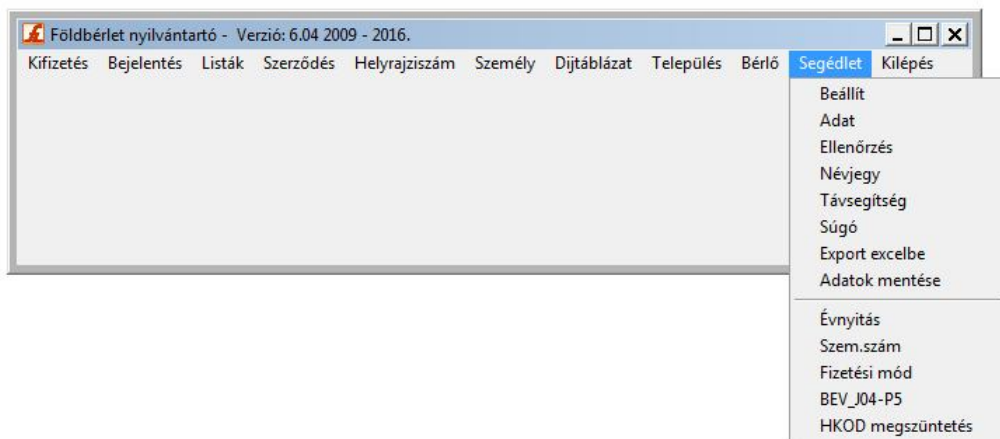 Földbérlet nyilvántartó - Verzió: 6.04 2009 - 2016.
Kifizetés Bejelentés Listák Szerződés Helyrajziszám Személy Dijtáblázat Település Bérlő Segédlet Kilépés
Beállít
Adat
Ellenőrzés
Névjegy
Távsegítség
Súgó
Export excelbe
Adatok mentése
Évnyitás
Szem.szám
Fizetési mód
BEV_J04-P5
HKOD megszüntetés